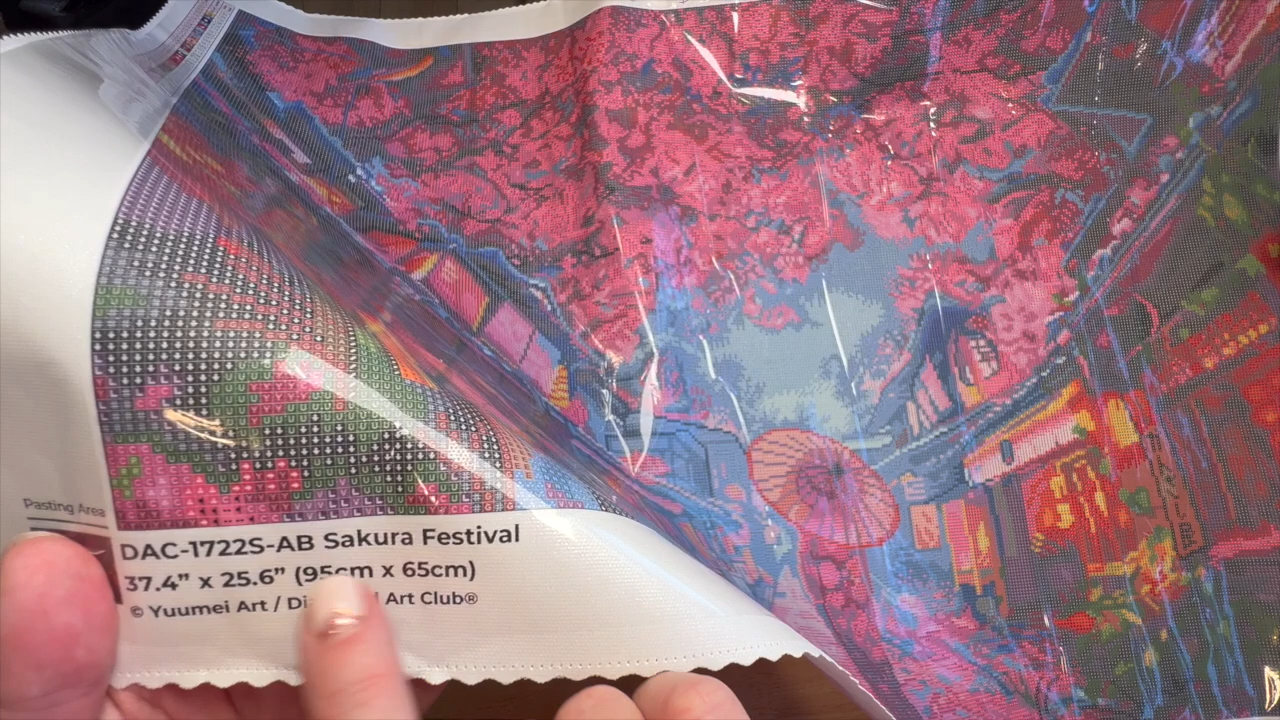 Pasting Area
DAC-1722S-AB Sakura Festival
37.4” x 25.6” (95cm x 65cm)
© Yuumei Art / Art Club®